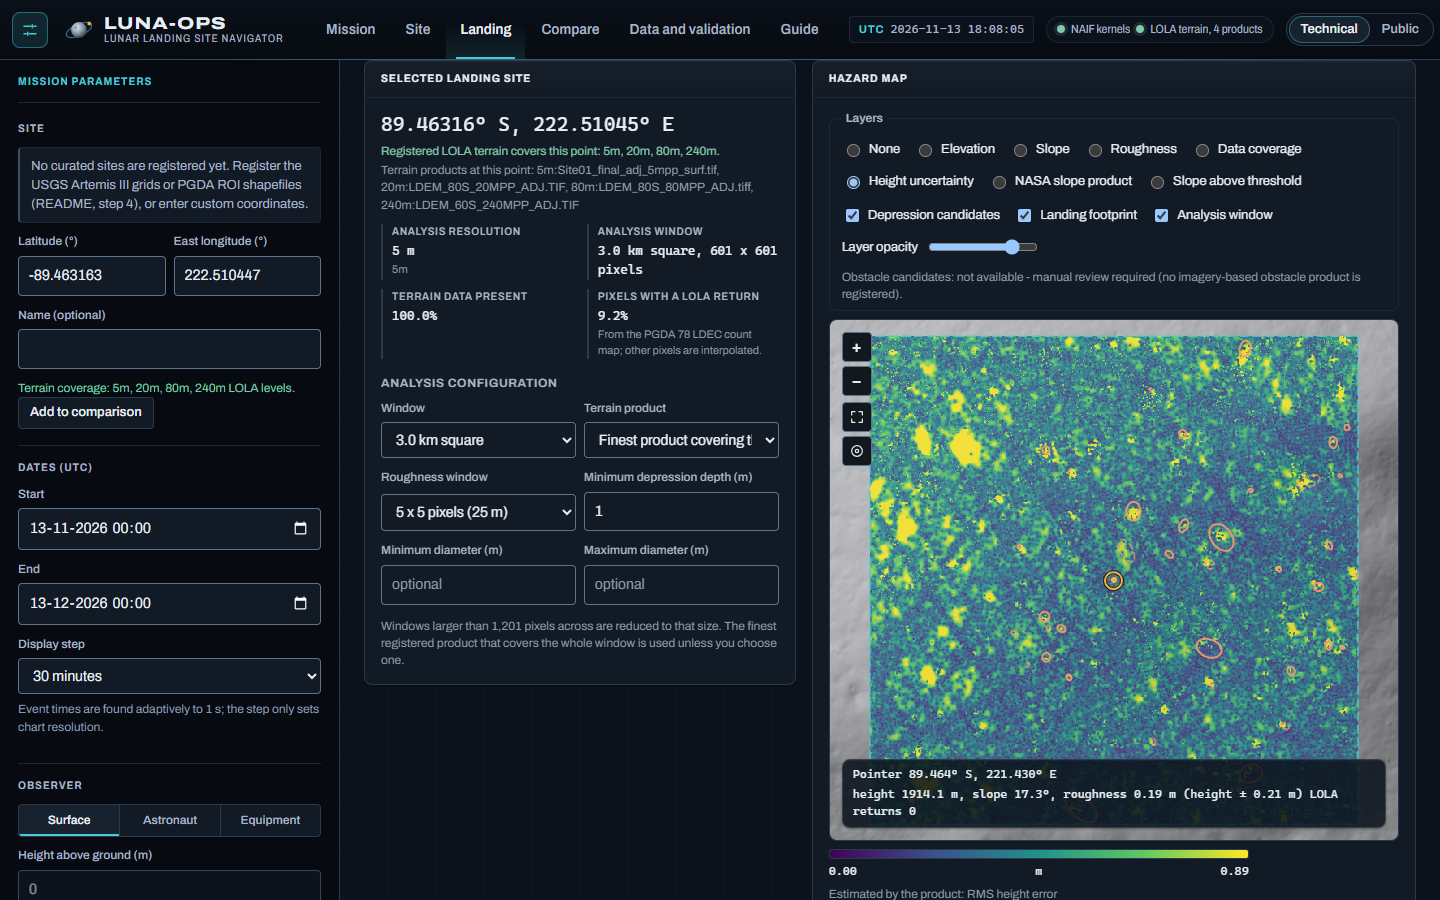 LUNA-OPS
LUNAR LANDING SITE NAVIGATOR
Mission
Site
Landing
Compare
Data and validation
Guide
UTC 2026-11-13 18:08:05
NAIF kernels
LOLA terrain, 4 products
Technical
Public
MISSION PARAMETERS
SITE
No curated sites are registered yet. Register the
USGS Artemis III grids or PGDA ROI shapefiles
(README, step 4), or enter custom coordinates.
Latitude (°)
East longitude (°)
-89.463163
222.510447
Name (optional)
Terrain coverage: 5m, 20m, 80m, 240m LOLA levels.
Add to comparison
DATES (UTC)
Start
13-11-2026 00:00
End
13-12-2026 00:00
Display step
30 minutes
Event times are found adaptively to 1 s; the step only sets
chart resolution.
OBSERVER
Surface
Astronaut
Equipment
Height above ground (m)
0
SELECTED LANDING SITE
89.46316° S, 222.51045° E
Registered LOLA terrain covers this point: 5m, 20m, 80m, 240m.
Terrain products at this point: 5m:Site01_final_adj_5mpp_surf.tif,
20m:LDEM_80S_20MPP_ADJ.TIF, 80m:LDEM_80S_80MPP_ADJ.tiff,
240m:LDEM_60S_240MPP_ADJ.TIF
ANALYSIS RESOLUTION
5 m
5m
ANALYSIS WINDOW
3.0 km square, 601 x 601
pixels
TERRAIN DATA PRESENT
100.0%
PIXELS WITH A LOLA RETURN
9.2%
From the PGDA 78 LDEC count
map; other pixels are interpolated.
ANALYSIS CONFIGURATION
Window
Terrain product
3.0 km square
Finest product covering tl
Roughness window
Minimum depression depth (m)
5 x 5 pixels (25 m)
1
Minimum diameter (m)
Maximum diameter (m)
optional
optional
Windows larger than 1,201 pixels across are reduced to that size. The finest
registered product that covers the whole window is used unless you choose
one.
HAZARD MAP
Layers
None
Elevation
Slope
Roughness
Data coverage
Height uncertainty
NASA slope product
Slope above threshold
Depression candidates
Landing footprint
Analysis window
Layer opacity
Obstacle candidates: not available - manual review required (no imagery-based obstacle product is
registered).
+
−
Pointer 89.464° S, 221.430° E
height 1914.1 m, slope 17.3°, roughness 0.19 m (height ± 0.21 m) LOLA
returns 0
0.00
m
0.89
Estimated by the product: RMS height error